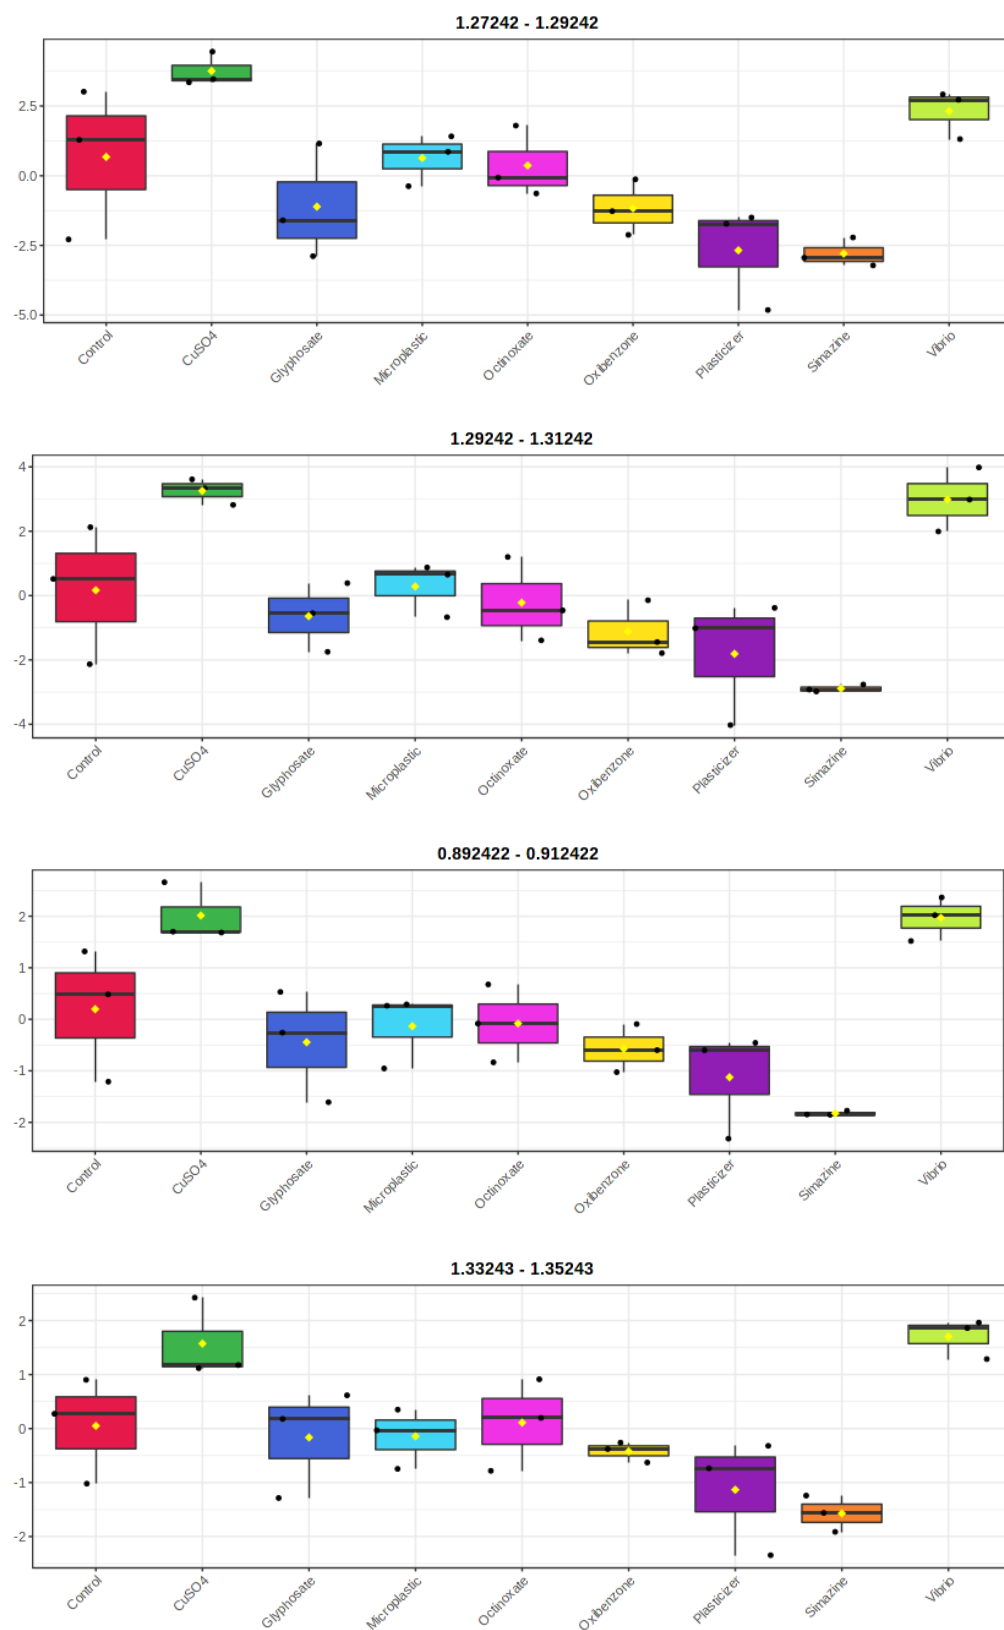 1.27242 - 1.29242
2.5
0.0
-2.5
-5.0
Control
CuSO4
Glyphosate
Microplastic
Octinoxate
Oxibenzone
Plasticizer
Simazine
Vibrio
1.29242 - 1.31242
4
2
0
-2
-4
Control
CuSO4
Glyphosate
Microplastic
Octinoxate
Oxibenzone
Plasticizer
Simazine
Vibrio
0.892422 - 0.912422
2
1
0
-1
-2
Control
CuSO4
Glyphosate
Microplastic
Octinoxate
Oxibenzone
Plasticizer
Simazine
Vibrio
1.33243 - 1.35243
2
1
0
-1
-2
Control
CuSO4
Glyphosate
Microplastic
Octinoxate
Oxibenzone
Plasticizer
Simazine
Vibrio